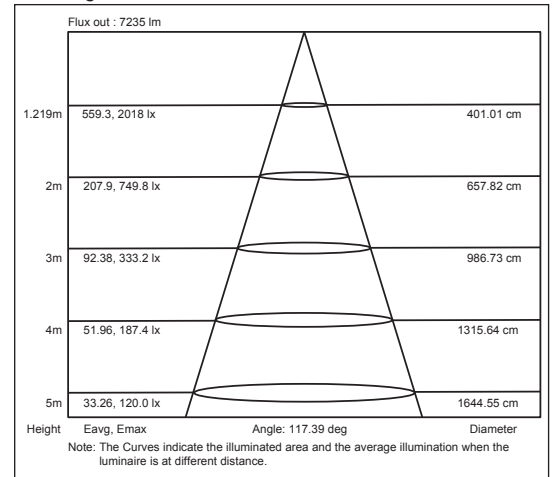 Flux out : 7235 lm
1.219m 559.3, 2018 lx 401.01 cm
2m 207.9, 749.8 lx 657.82 cm
3m 92.38, 333.2 lx 986.73 cm
4m 51.96, 187.4 lx 1315.64 cm
5m 33.26, 120.0 lx 1644.55 cm
Height Eavg, Emax Angle: 117.39 deg Diameter
Note: The Curves indicate the illuminated area and the average illumination when the
luminaire is at different distance.